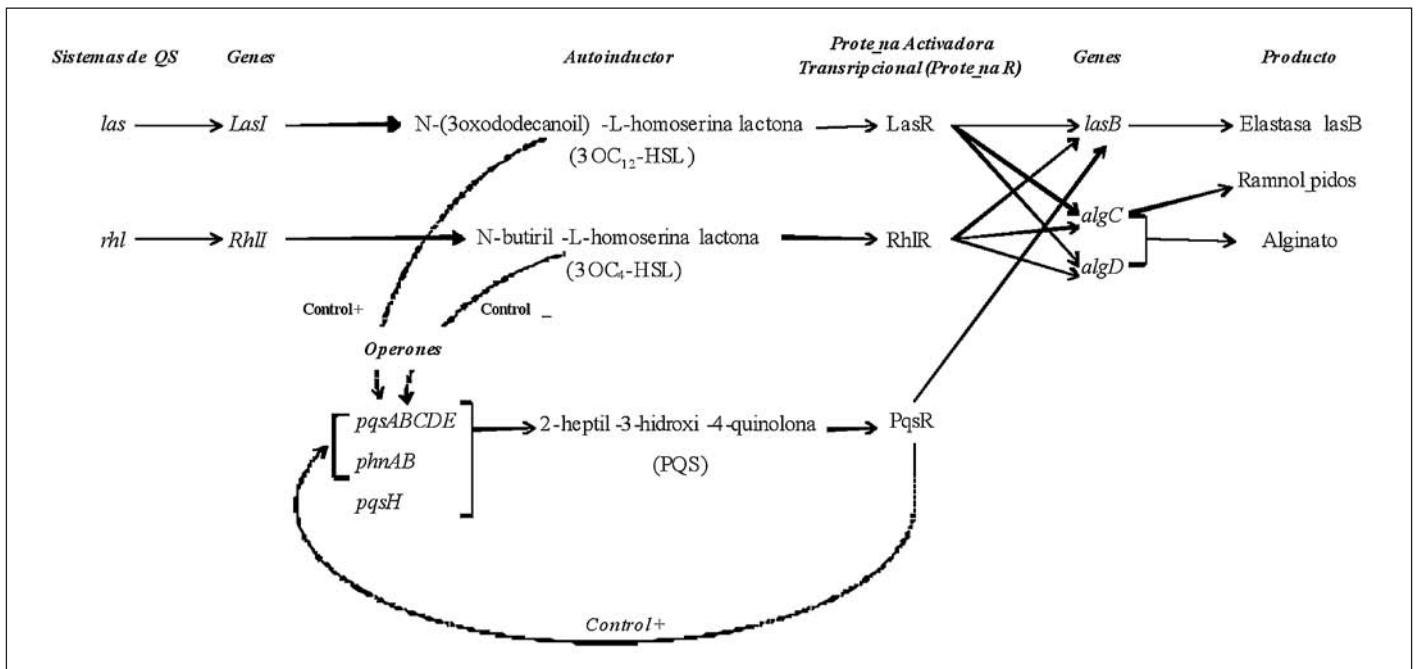 Sistemas de QS Genes Autoinductor Prote_na Activadora Transripcional (Prote_na R) Genes Producto
las LasI N-(3oxododecanoil) -L-homoserina lactona LasR lasB Elastasa lasB
(3OC12-HSL)
Ramnol_pidos
algC
rhl RhlI N-butiril -L-homoserina lactona RhlR Alginato
(3OC4-HSL) algD
Control+ Control _
Operones
pqsABCDE 2-heptil -3-hidroxi -4-quinolona PqsR
phnAB (PQS)
pqsH
Control+